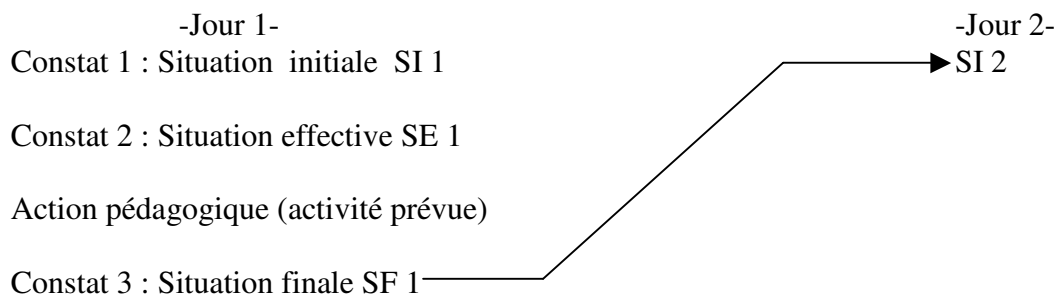 -Jour 1- -Jour 2-
Constat 1 : Situation initiale SI 1 SI 2
Constat 2 : Situation effective SE 1
Action pédagogique (activité prévue)
Constat 3 : Situation finale SF 1